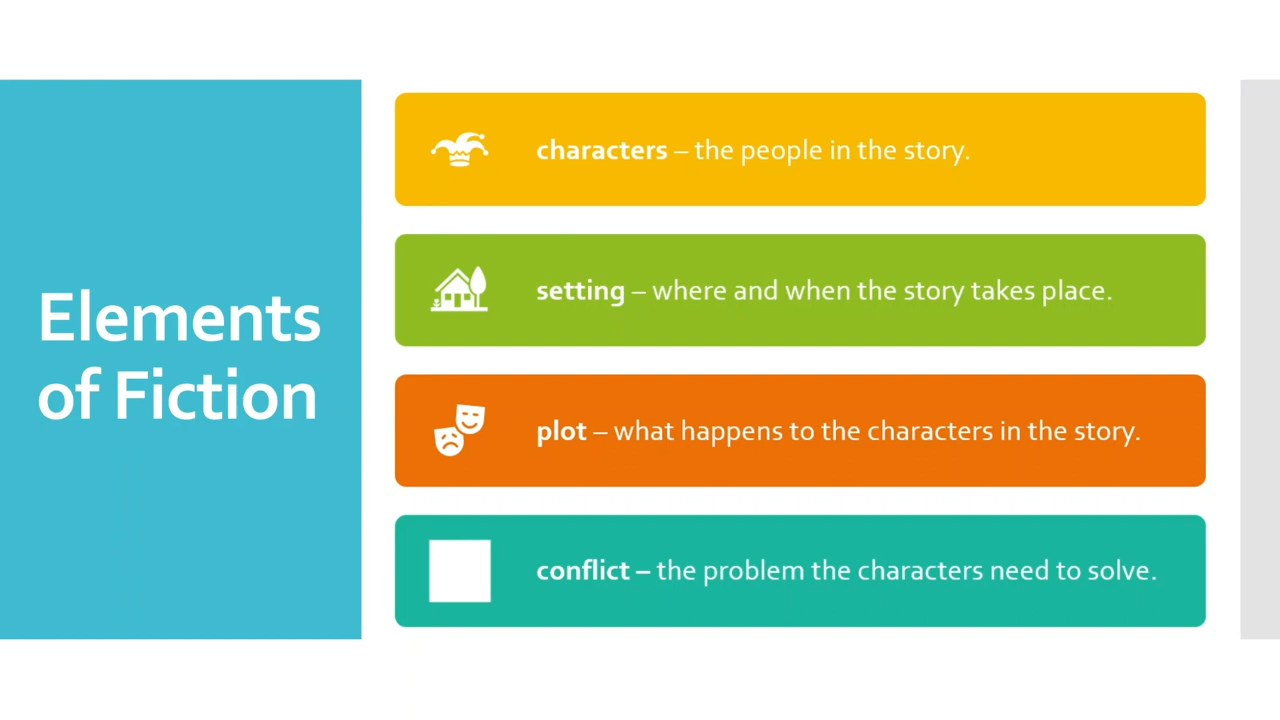 Elements
of Fiction
characters – the people in the story.
setting – where and when the story takes place.
plot – what happens to the characters in the story.
conflict – the problem the characters need to solve.